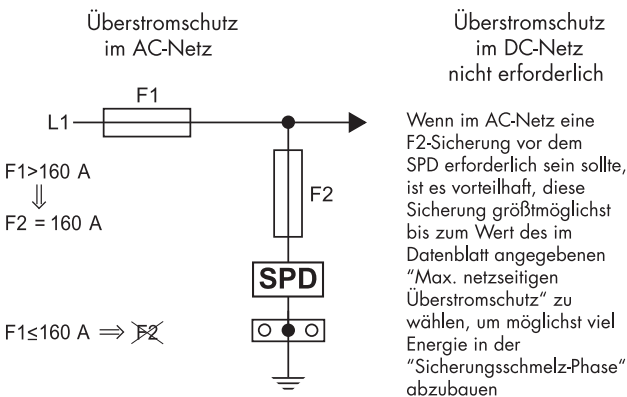 Überstromschutz
im AC-Netz
F1
L1
F1>160 A
⇓
F2 = 160 A
F2
SPD
F1≤160 A ⇒ F2
Überstromschutz
im DC-Netz
nicht erforderlich
Wenn im AC-Netz eine
F2-Sicherung vor dem
SPD erforderlich sein sollte,
ist es vorteilhaft, diese
Sicherung größtmöglichst
bis zum Wert des im
Datenblatt angegebenen
"Max. netzseitigen
Überstromschutz" zu
wählen, um möglichst viel
Energie in der
"Sicherungsschmelz-Phase"
abzubauen